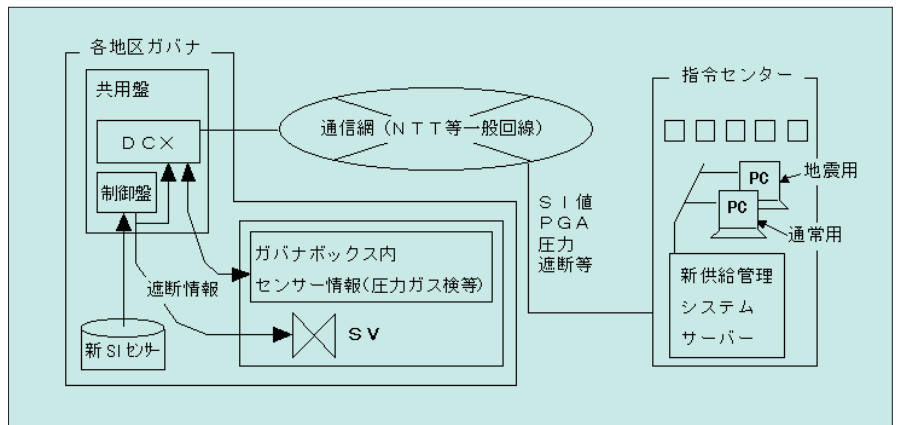 各地区ガバナ
共用盤
DCX
制御盤
新SIセンサー
遮断情報
ガバナボックス内
センサー情報(圧力ガス検等)
SV
通信網(NTT等一般回線)
SI値
PGA
圧力
遮断等
指令センター
PC
地震用
PC
通常用
新供給管理
システム
サーバー